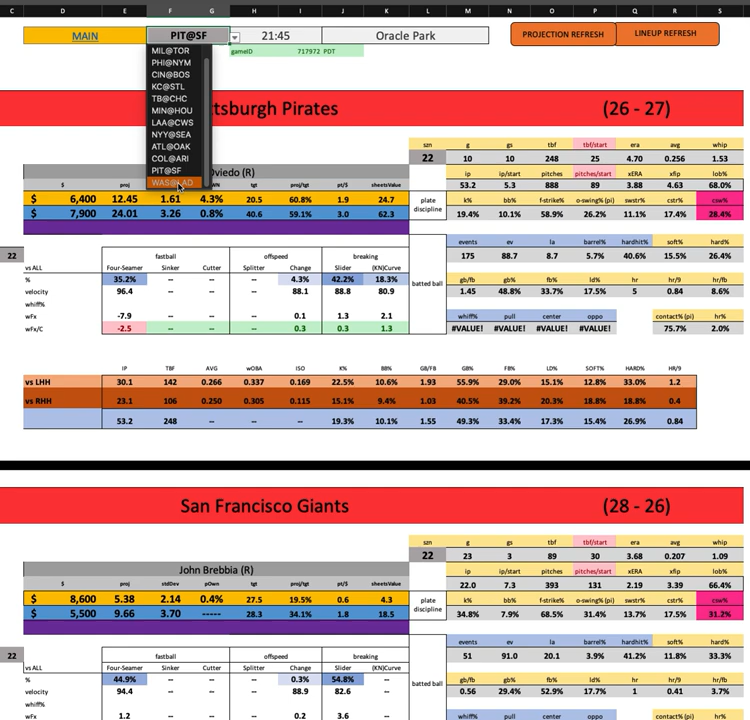 C D E F G H I J K L M N O P Q R S
MAIN PIT@SF 21:45 Oracle Park PROJECTION REFRESH LINEUP REFRESH
gameID 717972 PDT
MIL@TOR
PHI@NYM
CIN@BOS
KC@STL
TB@CHC
MIN@HOU
LAA@CWS
NYY@SEA
ATL@OAK
COL@ARI
PIT@SF
WAS@LAD
tsburgh Pirates (26 - 27)
szn g gs tbf tbf/start era avg whip
22 10 10 248 25 4.70 0.256 1.53
Oviedo (R) ip ip/s pitches pitches/start xERA xfip lob%
53.2 5.3 888 89 3.88 4.63 68.0%
$ proj WN tgt proj/tgt pt/$ sheetsValue
$ 6,400 12.45 1.61 4.3% 20.5 60.8% 1.9 24.7
$ 7,900 24.01 3.26 0.8% 40.6 59.1% 3.0 62.3
plate discipline k% bb% f-strike% o-swing% (pi) swstr% cstr% csw%
19.4% 10.1% 58.9% 26.2% 11.1% 17.4% 28.4%
events ev la barrel% hardhit% soft% hard%
175 88.7 8.7 5.7% 40.6% 15.5% 26.4%
22 fastball offspeed breaking
vs ALL Four-Seamer Sinker Cutter Splitter Change Slider (KN)Curve
% 35.2% -- -- -- 4.3% 42.2% 18.3%
velocity 96.4 -- -- -- 88.1 88.8 80.9
whiff%
wFx -7.9 -- -- -- 0.1 1.3 2.1
wFx/C -2.5 -- -- -- 0.3 0.3 1.3
batted ball gb/fb gb% fb% ld% hr hr/9 hr/fb
1.45 48.8% 33.7% 17.5% 5 0.84 8.6%
whiff% pull center oppo contact% (pi) hr%
#VALUE! #VALUE! #VALUE! #VALUE! 75.7% 2.0%
IP TBF AVG wOBA ISO K% BB% GB/FB GB% FB% LD% SOFT% HARD% HR/9
vs LHH 30.1 142 0.266 0.337 0.169 22.5% 10.6% 1.93 55.9% 29.0% 15.1% 12.8% 33.0% 1.2
vs RHH 23.1 106 0.250 0.305 0.115 15.1% 9.4% 1.03 40.5% 39.2% 20.3% 18.8% 18.8% 0.4
53.2 248 -- -- -- 19.3% 10.1% 1.55 49.3% 33.4% 17.3% 15.4% 26.9% 0.84
San Francisco Giants (28 - 26)
szn g gs tbf tbf/start era avg whip
22 23 3 89 30 3.68 0.207 1.09
John Brebbia (R) ip ip/s pitches pitches/start xERA xfip lob%
22.0 7.3 393 131 2.19 3.39 66.4%
$ proj stdDev pOwn tgt proj/tgt pt/$ sheetsValue
$ 8,600 5.38 2.14 0.4% 27.5 19.5% 0.6 4.3
$ 5,500 9.66 3.70 ----- 28.3 34.1% 1.8 18.5
plate discipline k% bb% f-strike% o-swing% (pi) swstr% cstr% csw%
34.8% 7.9% 68.5% 31.4% 13.7% 17.5% 31.2%
events ev la barrel% hardhit% soft% hard%
51 91.0 20.1 3.9% 41.2% 11.8% 33.3%
22 fastball offspeed breaking
vs ALL Four-Seamer Sinker Cutter Splitter Change Slider (KN)Curve
% 44.9% -- -- -- 0.3% 54.8% --
velocity 94.4 -- -- -- 88.9 82.6 --
whiff%
wFx 1.2 -- -- -- 0.2 3.6 --
batted ball gb/fb gb% fb% ld% hr hr/9 hr/fb
0.56 29.4% 52.9% 17.7% 1 0.41 3.7%
whiff% pull center oppo contact% (pi) hr%